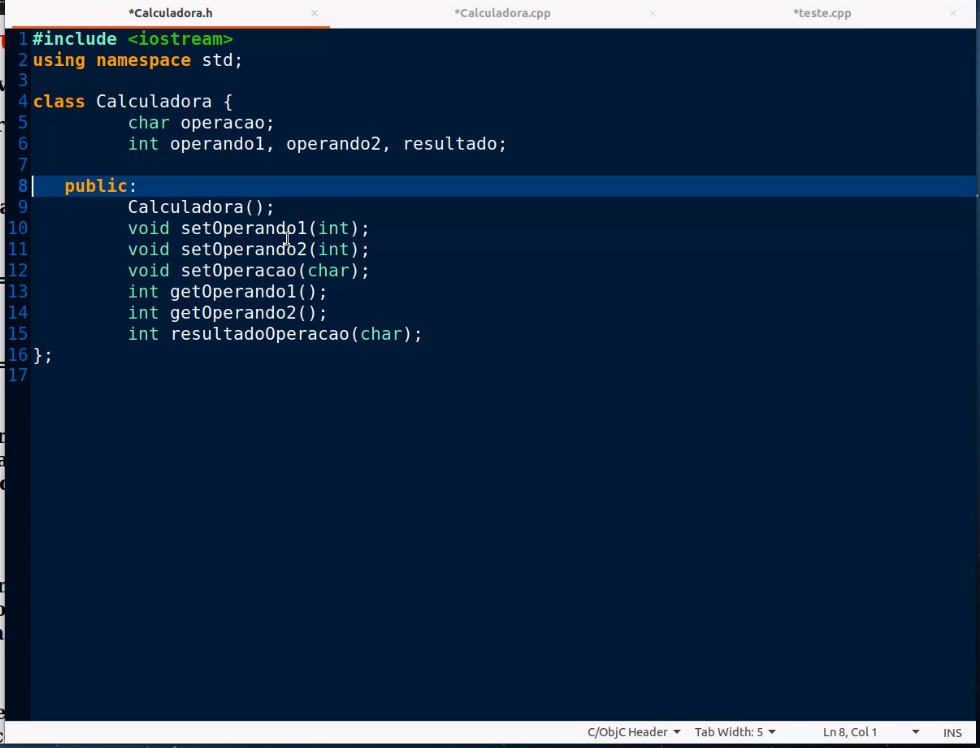 *Calculadora.h × *Calculadora.cpp × *teste.cpp ×
1 #include <iostream>
2 using namespace std;
3
4 class Calculadora {
5 char operacao;
6 int operando1, operando2, resultado;
7
8 public:
9 Calculadora();
10 void setOperando1(int);
11 void setOperando2(int);
12 void setOperacao(char);
13 int getOperando1();
14 int getOperando2();
15 int resultadoOperacao(char);
16 };
17
C/ObjC Header Tab Width: 5 Ln 8, Col 1 INS